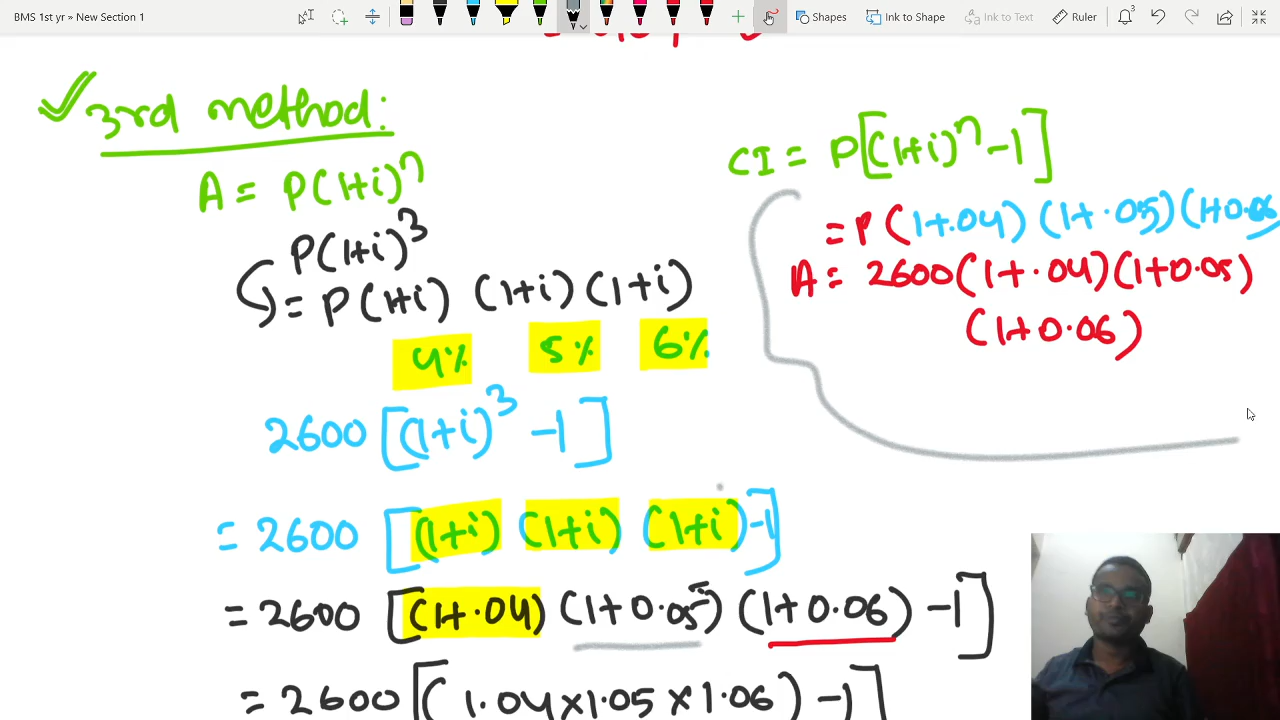 BMS 1st yr » New Section 1
Shapes
Ink to Shape
Ink to Text
Ruler
3rd method:
A = P(1+i)ⁿ
P(1+i)³
= P(1+i) (1+i)(1+i)
4% 5% 6%
2600 [(1+i)³ -1]
= 2600 [(1+i) (1+i) (1+i)-1]
= 2600 [(1+.04) (1+0.05) (1+0.06) -1]
= 2600 [(1.04×1.05×1.06) -1]
CI = P[(1+i)ⁿ -1]
= P(1+.04) (1+.05)(1+0.06
A = 2600(1+.04)(1+0.05)
(1+0.06)